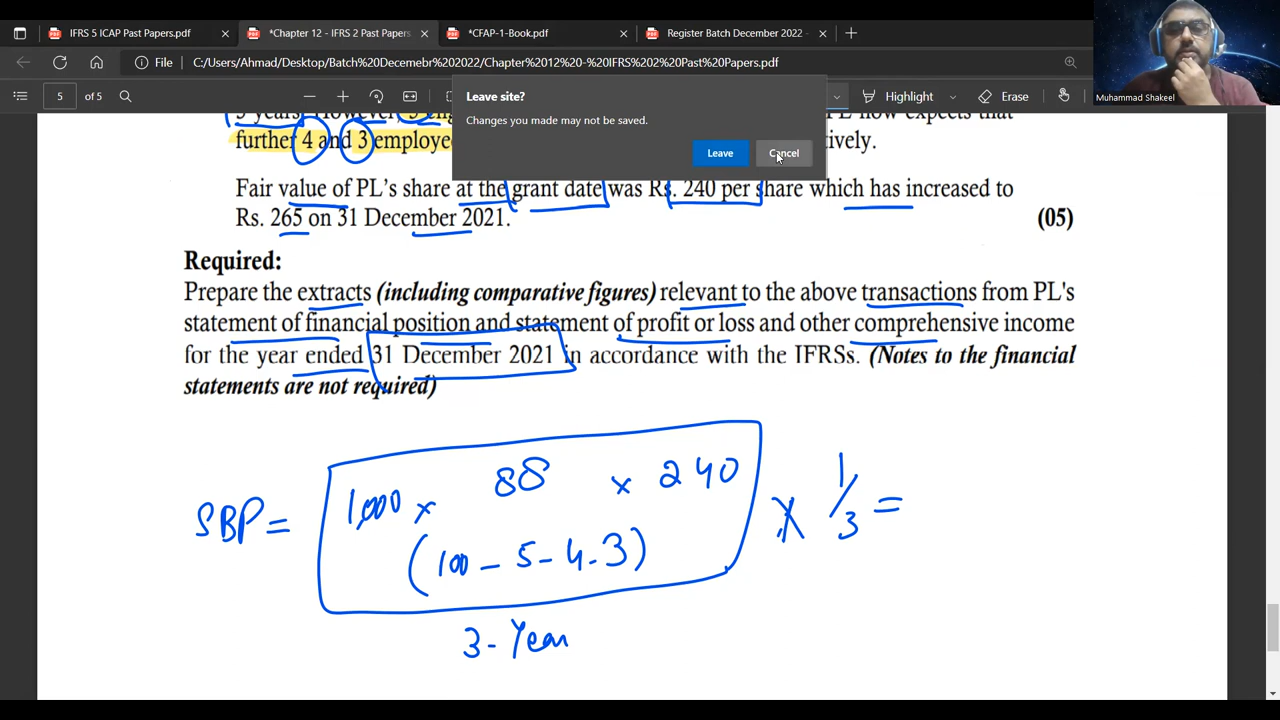 IFRS 5 ICAP Past Papers.pdf
*Chapter 12 - IFRS 2 Past Papers
*CFAP-1-Book.pdf
Register Batch December 2022 -
File C:/Users/Ahmad/Desktop/Batch%20Decemebr%202022/Chapter%2012%20-%20IFRS%202%20Past%20Papers.pdf
5 of 5
Highlight
Erase
Muhammad Shakeel
Leave site?
Changes you made may not be saved.
Leave
Cancel
further 4 and 3 employe
Fair value of PL's share at the grant date was Rs. 240 per share which has increased to
Rs. 265 on 31 December 2021. (05)
Required:
Prepare the extracts (including comparative figures) relevant to the above transactions from PL's
statement of financial position and statement of profit or loss and other comprehensive income
for the year ended 31 December 2021 in accordance with the IFRSs. (Notes to the financial
statements are not required)
SBP = 1,000 × 88 × 240 × 1/3 =
(100 - 5 - 4 - 3)
3 - Year